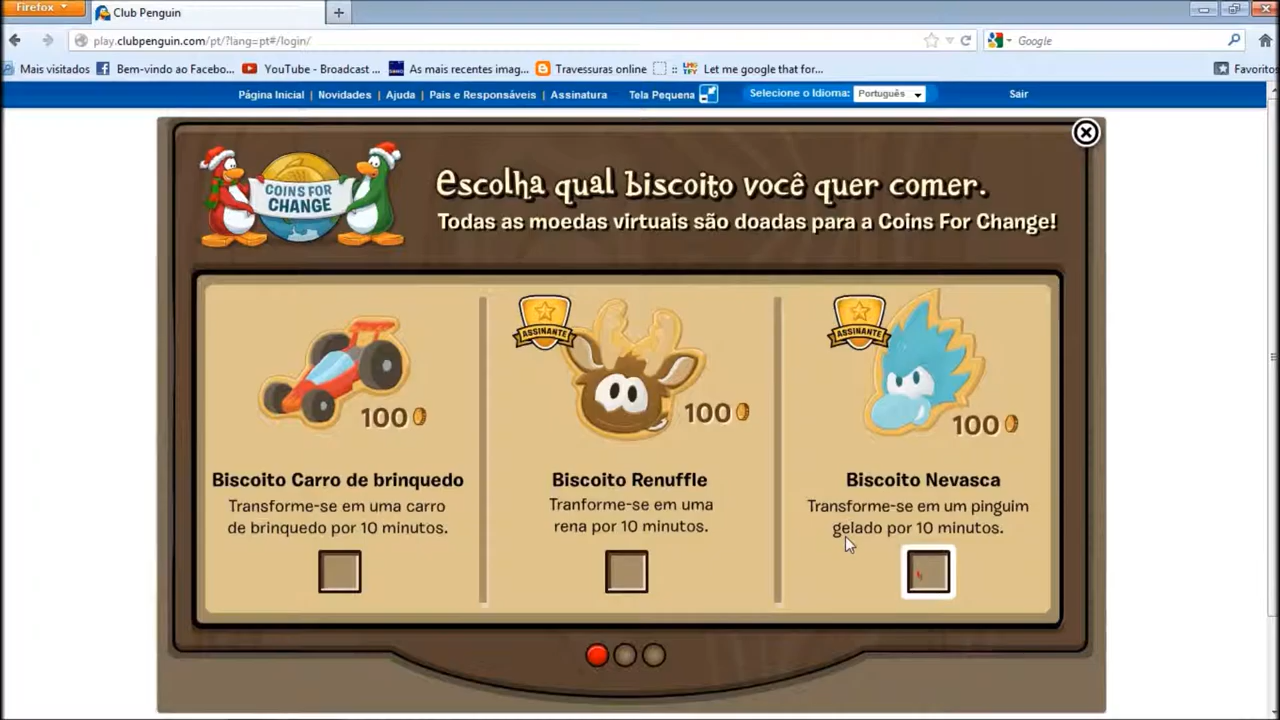 Firefox
Club Penguin
play.clubpenguin.com/pt/?lang=pt#/login/
Google
Mais visitados
Bem-vindo ao Facebo...
YouTube - Broadcast ...
As mais recentes imag...
Travessuras online
Let me google that for...
Favorito
Página Inicial | Novidades | Ajuda | Pais e Responsáveis | Assinatura
Tela Pequena
Selecione o Idioma:
Português
Sair
COINS FOR
CHANGE
Escolha qual biscoito você quer comer.
Todas as moedas virtuais são doadas para a Coins For Change!
100
Biscoito Carro de brinquedo
Transforme-se em uma carro
de brinquedo por 10 minutos.
ASSINANTE
100
Biscoito Renuffle
Tranforme-se em uma
rena por 10 minutos.
ASSINANTE
100
Biscoito Nevasca
Transforme-se em um pinguim
gelado por 10 minutos.